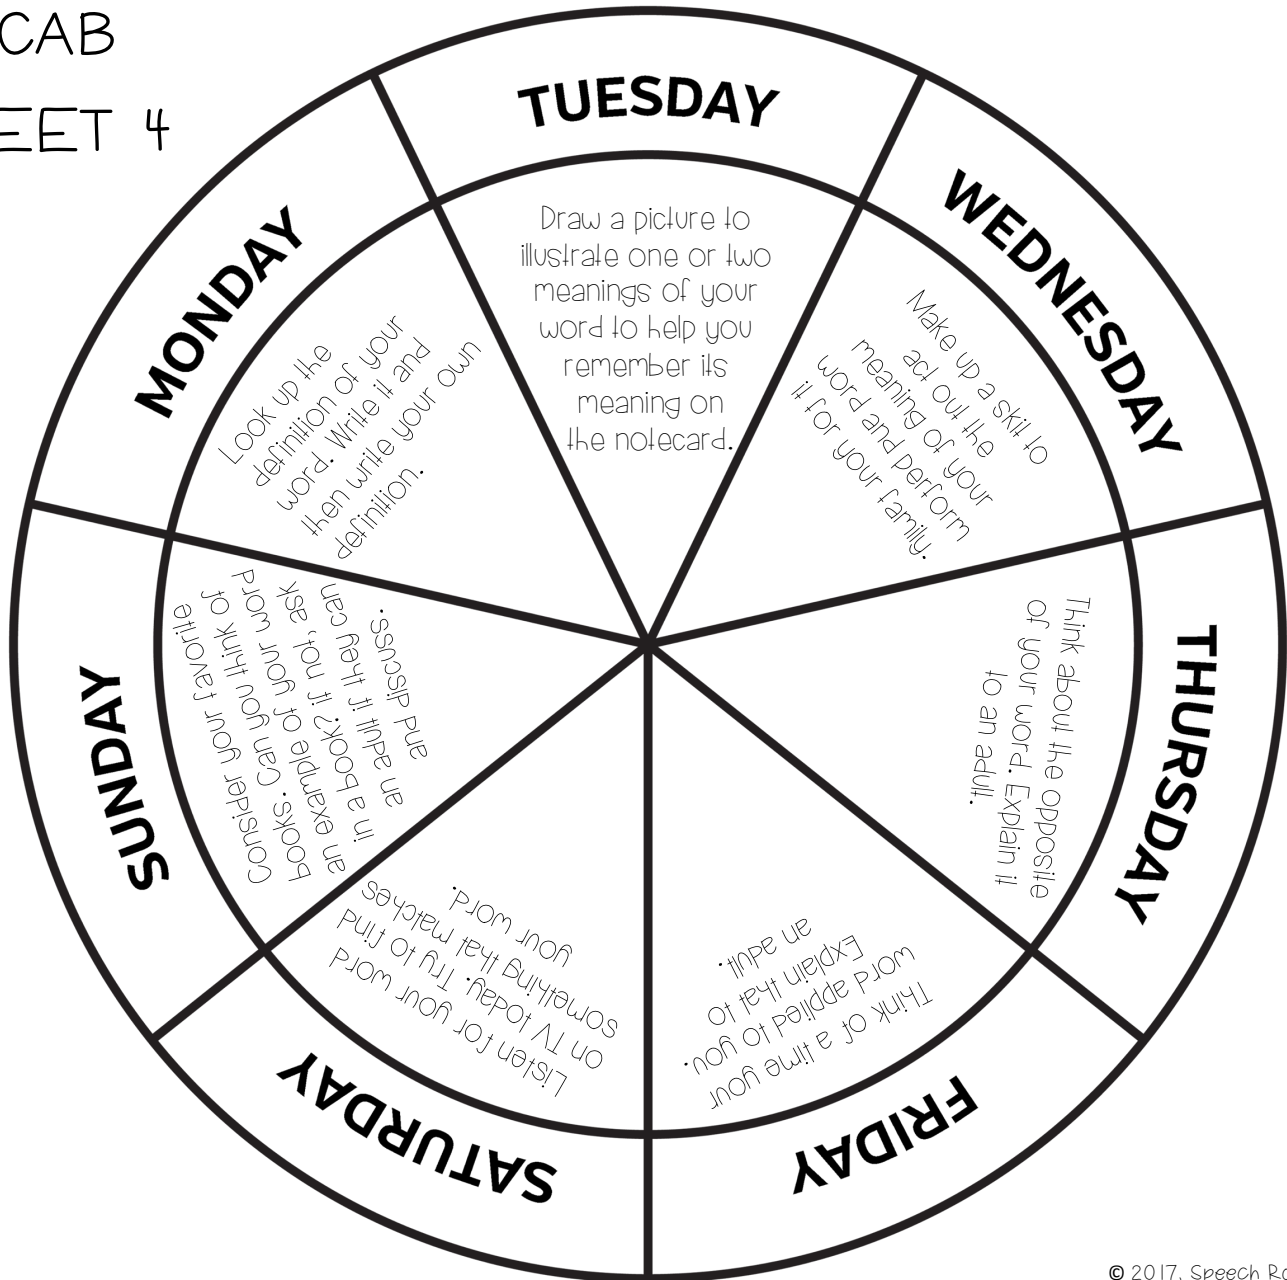 CAB
EET 4
MONDAY
Look up the
definition of your
word. Write it and
then write your own
definition.
TUESDAY
Draw a picture to
illustrate one or two
meanings of your
word to help you
remember its
meaning on
the notecard.
WEDNESDAY
Make up a skit to
act out the
meaning of your
word and perform
it for your family.
THURSDAY
Think about the opposite
of your word. Explain it
to an adult.
FRIDAY
Think of a time your
word applied to you.
Explain that to
an adult.
SATURDAY
Listen for your word
on TV today. Try to find
something that matches
your word.
SUNDAY
Consider your favorite
books. Can you think of
an example of your word
in a book? if not, ask
an adult if they can
and discuss.
© 2017. Speech Ro